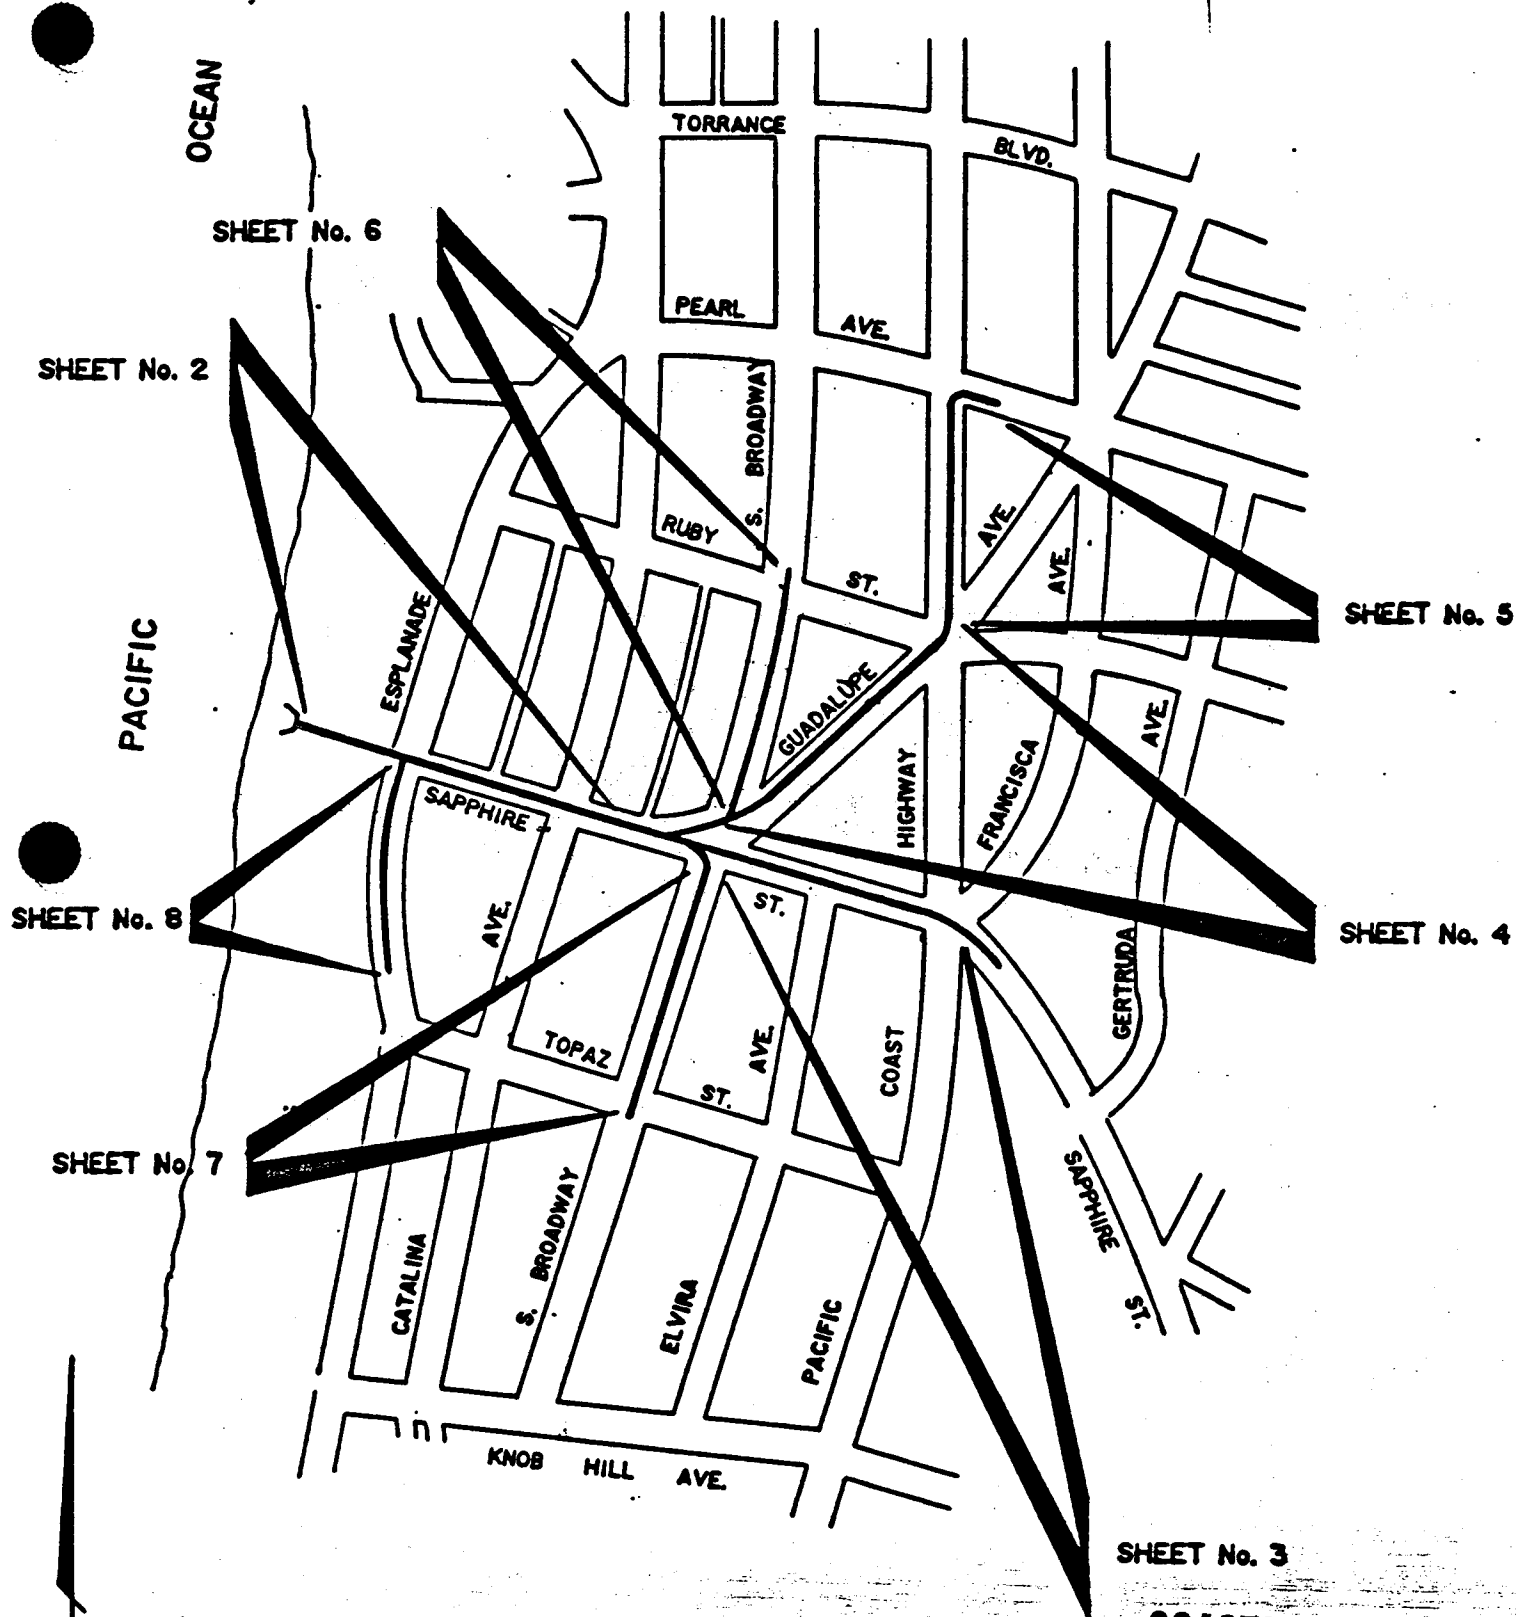 OCEAN
TORRANCE
BLVD.
SHEET No. 6
PEARL
AVE.
SHEET No. 2
S. BROADWAY
RUBY
ST.
AVE.
AVE.
SHEET No. 5
PACIFIC
ESPLANADE
GUADALUPE
AVE.
HIGHWAY
FRANCISCA
SAPPHIRE
ST.
AVE.
SHEET No. 8
SHEET No. 4
GERTRUDA
TOPAZ
ST.
AVE.
COAST
SHEET No. 7
SAPPHIRE
ST.
CATALINA
S. BROADWAY
ELVIRA
PACIFIC
KNOB HILL AVE.
SHEET No. 3